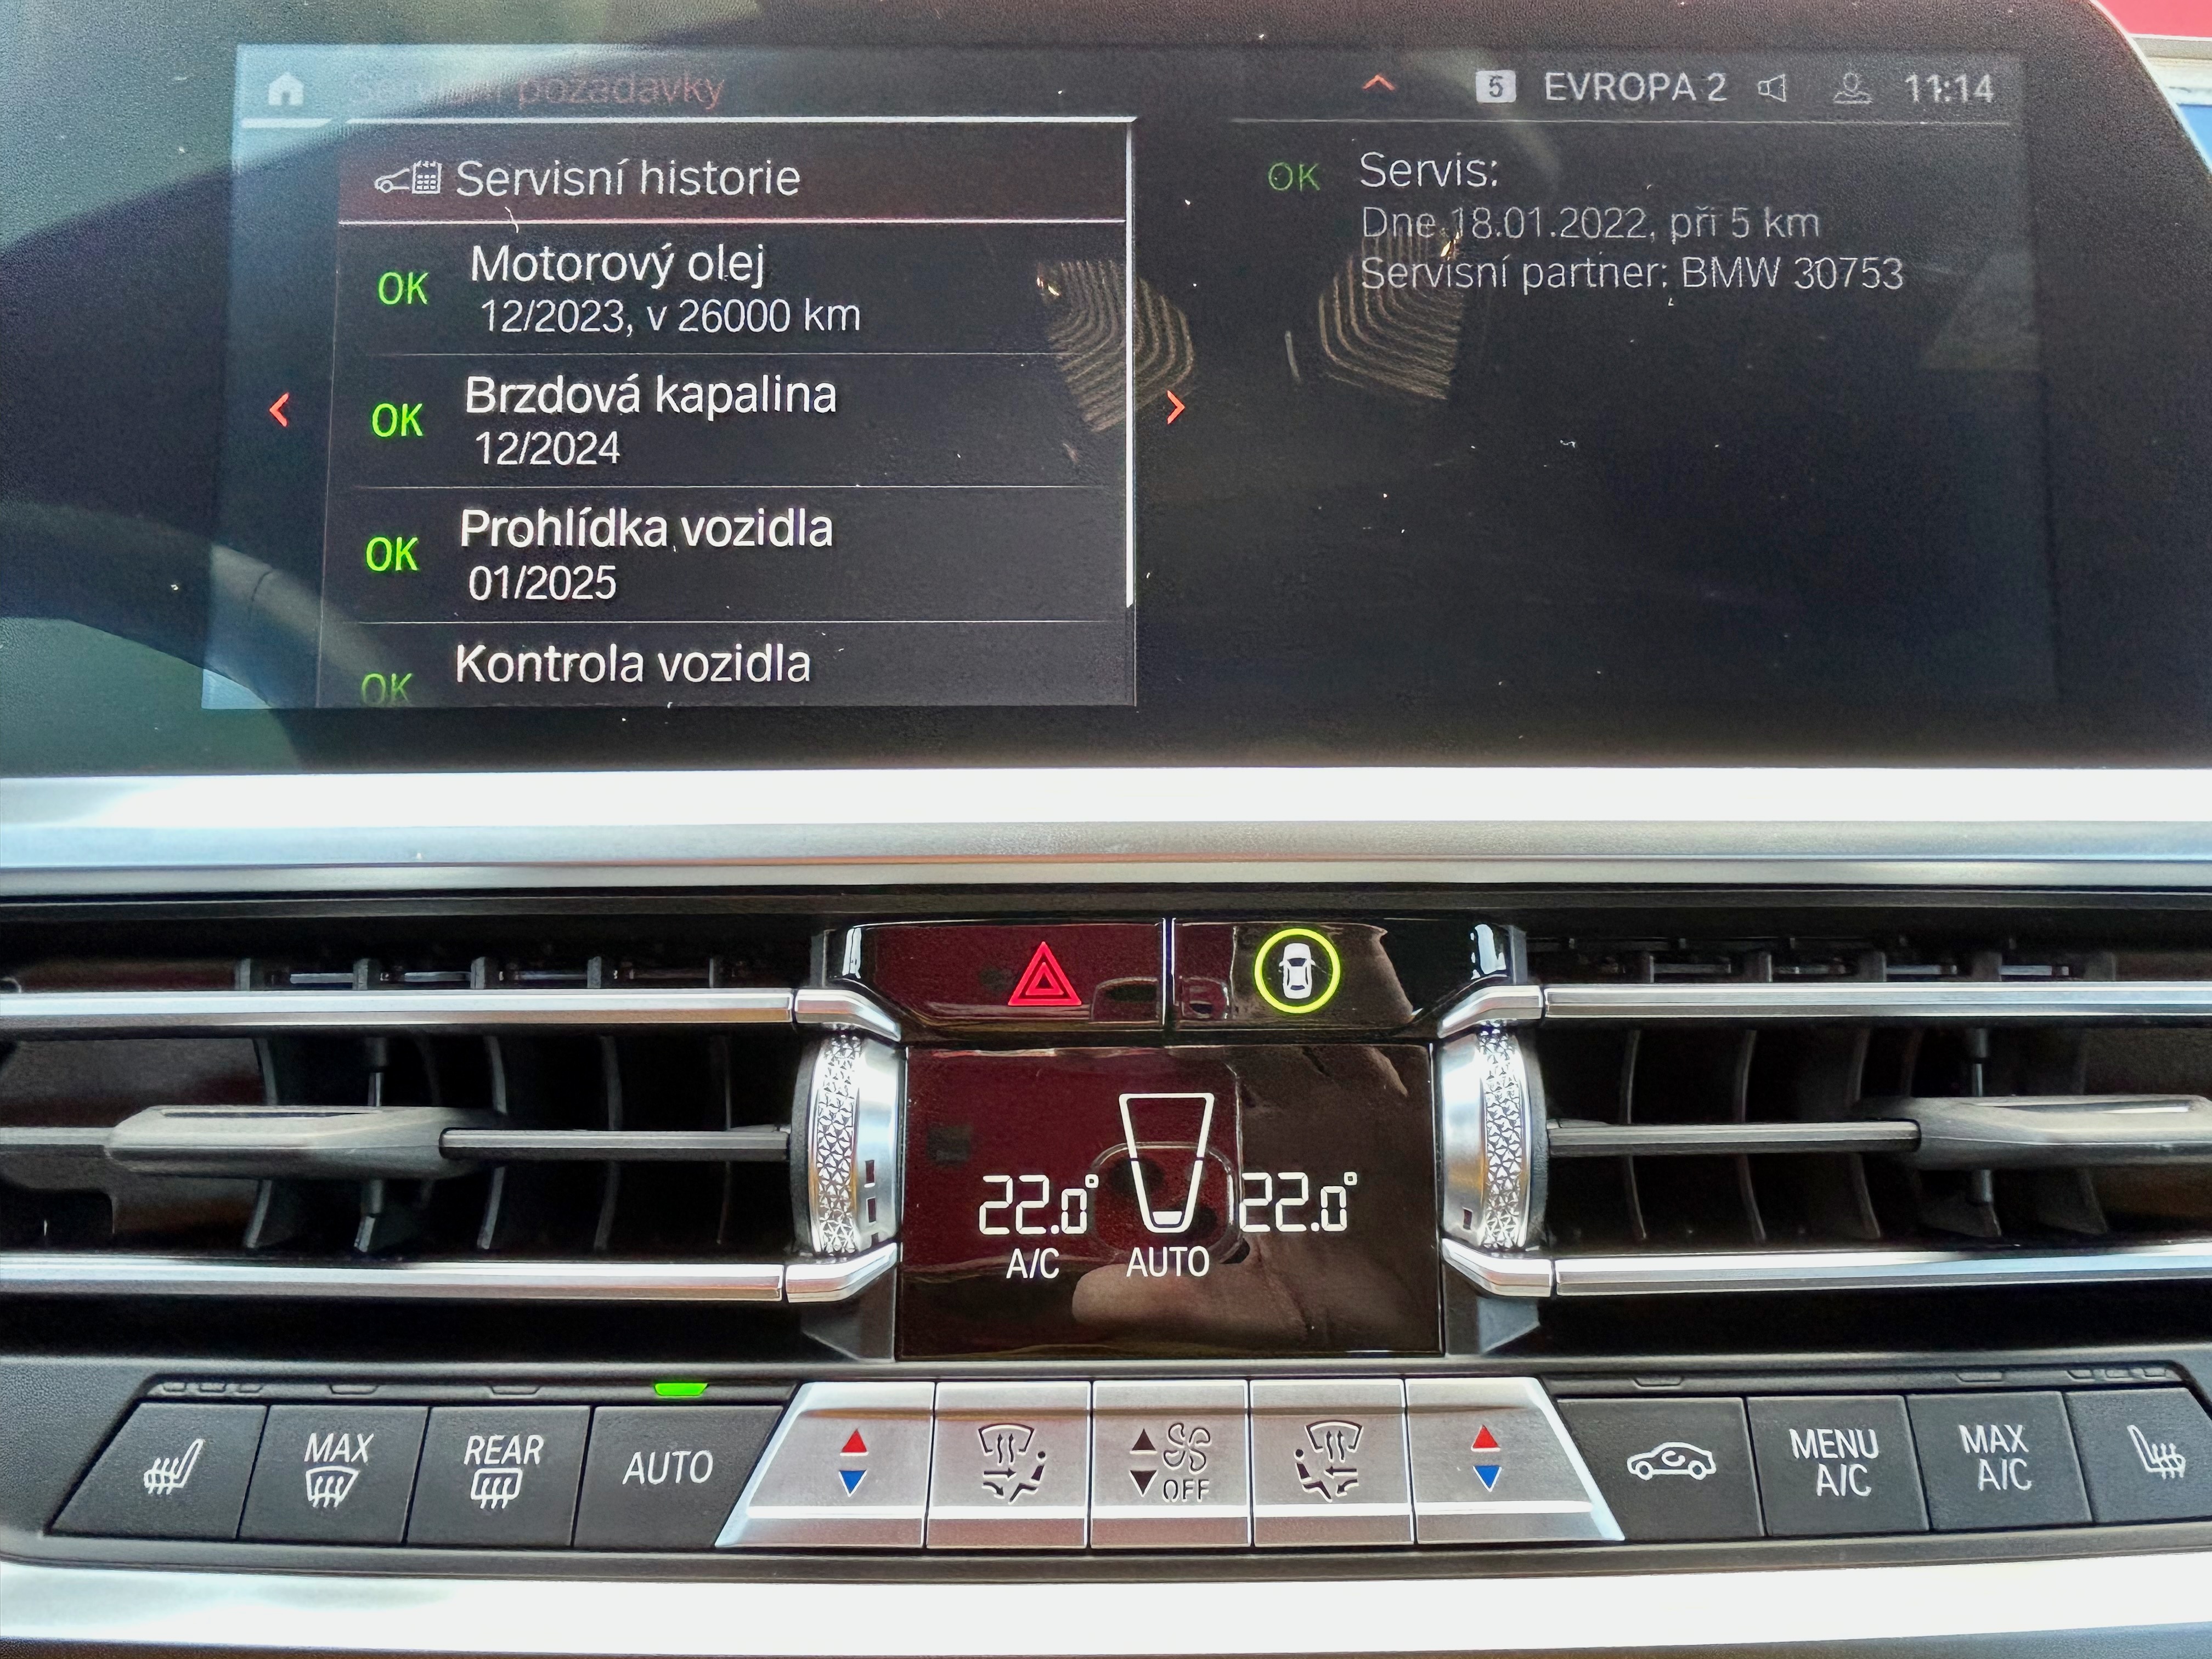 Servisní požadavky
5 EVROPA 2 11:14
Servisní historie
OK Motorový olej
12/2023, v 26000 km
OK Brzdová kapalina
12/2024
OK Prohlídka vozidla
01/2025
OK Kontrola vozidla
OK Servis:
Dne 18.01.2022, při 5 km
Servisní partner: BMW 30753
22.0° 22.0°
A/C AUTO
MAX
REAR
AUTO
OFF
MENU
A/C
MAX
A/C